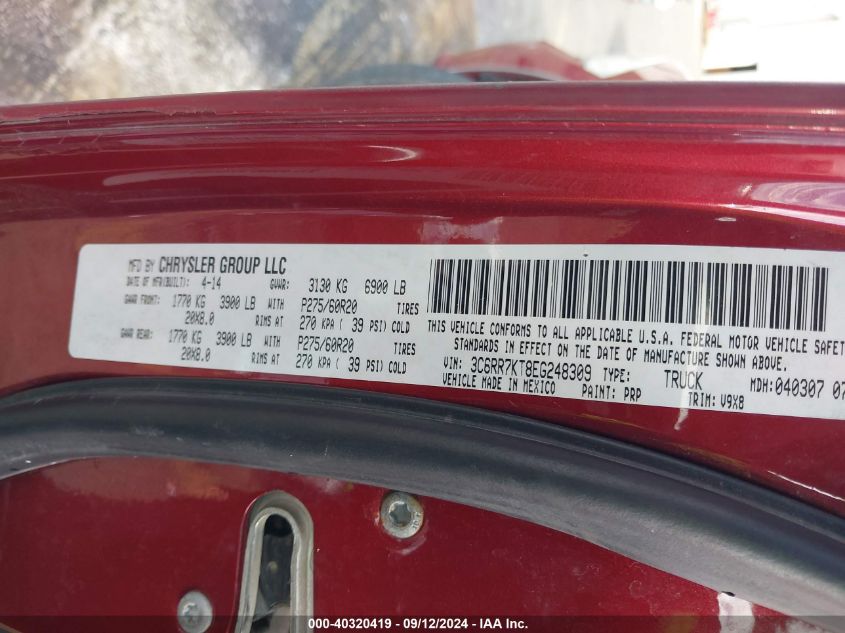 MFD BY CHRYSLER GROUP LLC
DATE OF MFR(BUILT): 4-14 GVWR: 3130 KG 6900 LB
GAWR FRONT: 1770 KG 3900 LB WITH P275/60R20 TIRES
20X8.0 RIMS AT 270 KPA ( 39 PSI) COLD
GAWR REAR: 1770 KG 3900 LB WITH P275/60R20 TIRES
20X8.0 RIMS AT 270 KPA ( 39 PSI) COLD
THIS VEHICLE CONFORMS TO ALL APPLICABLE U.S.A. FEDERAL MOTOR VEHICLE SAFET
STANDARDS IN EFFECT ON THE DATE OF MANUFACTURE SHOWN ABOVE.
VIN: 3C6RR7KT8EG248309 TYPE: TRUCK MDH: 040307 07
VEHICLE MADE IN MEXICO PAINT: PRP TRIM: V9X8
000-40320419 - 09/12/2024 - IAAI.COM